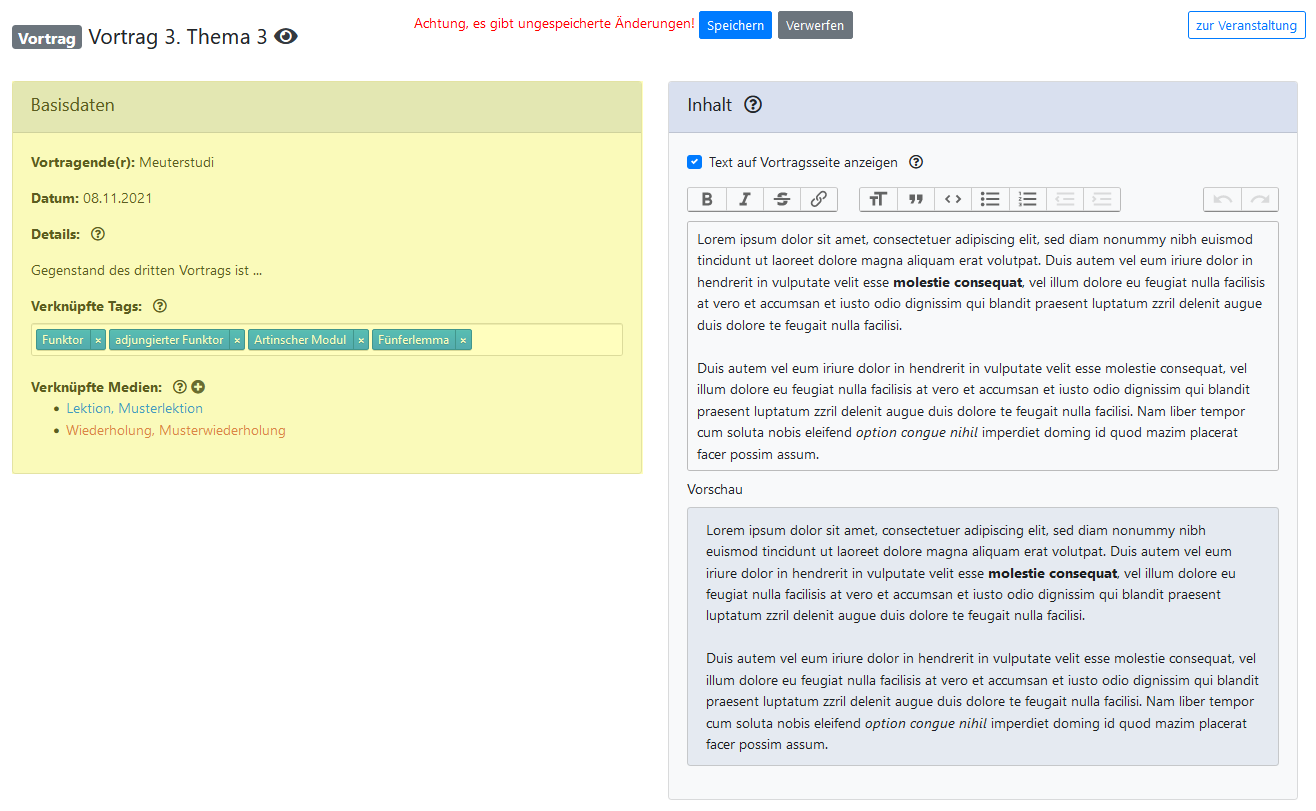 Vortrag Vortrag 3. Thema 3
Achtung, es gibt ungespeicherte Änderungen! Speichern Verwerfen
zur Veranstaltung
Basisdaten
Vortragende(r): Meuterstudi
Datum: 08.11.2021
Details:
Gegenstand des dritten Vortrags ist ...
Verknüpfte Tags:
Funktor × adjungierter Funktor × Artinscher Modul × Fünferlemma ×
Verknüpfte Medien:
• Lektion, Musterlektion
• Wiederholung, Musterwiederholung
Inhalt
Text auf Vortragsseite anzeigen
Lorem ipsum dolor sit amet, consectetuer adipiscing elit, sed diam nonummy nibh euismod
tincidunt ut laoreet dolore magna aliquam erat volutpat. Duis autem vel eum iriure dolor in
hendrerit in vulputate velit esse molestie consequat, vel illum dolore eu feugiat nulla facilisis
at vero et accumsan et iusto odio dignissim qui blandit praesent luptatum zzril delenit augue
duis dolore te feugait nulla facilisi.
Duis autem vel eum iriure dolor in hendrerit in vulputate velit esse molestie consequat, vel
illum dolore eu feugiat nulla facilisis at vero et accumsan et iusto odio dignissim qui blandit
praesent luptatum zzril delenit augue duis dolore te feugait nulla facilisi. Nam liber tempor
cum soluta nobis eleifend option congue nihil imperdiet doming id quod mazim placerat
facer possim assum.
Vorschau
Lorem ipsum dolor sit amet, consectetuer adipiscing elit, sed diam nonummy nibh
euismod tincidunt ut laoreet dolore magna aliquam erat volutpat. Duis autem vel eum
iriure dolor in hendrerit in vulputate velit esse molestie consequat, vel illum dolore eu
feugiat nulla facilisis at vero et accumsan et iusto odio dignissim qui blandit praesent
luptatum zzril delenit augue duis dolore te feugait nulla facilisi.
Duis autem vel eum iriure dolor in hendrerit in vulputate velit esse molestie consequat, vel
illum dolore eu feugiat nulla facilisis at vero et accumsan et iusto odio dignissim qui blandit
praesent luptatum zzril delenit augue duis dolore te feugait nulla facilisi. Nam liber tempor
cum soluta nobis eleifend option congue nihil imperdiet doming id quod mazim placerat
facer possim assum.